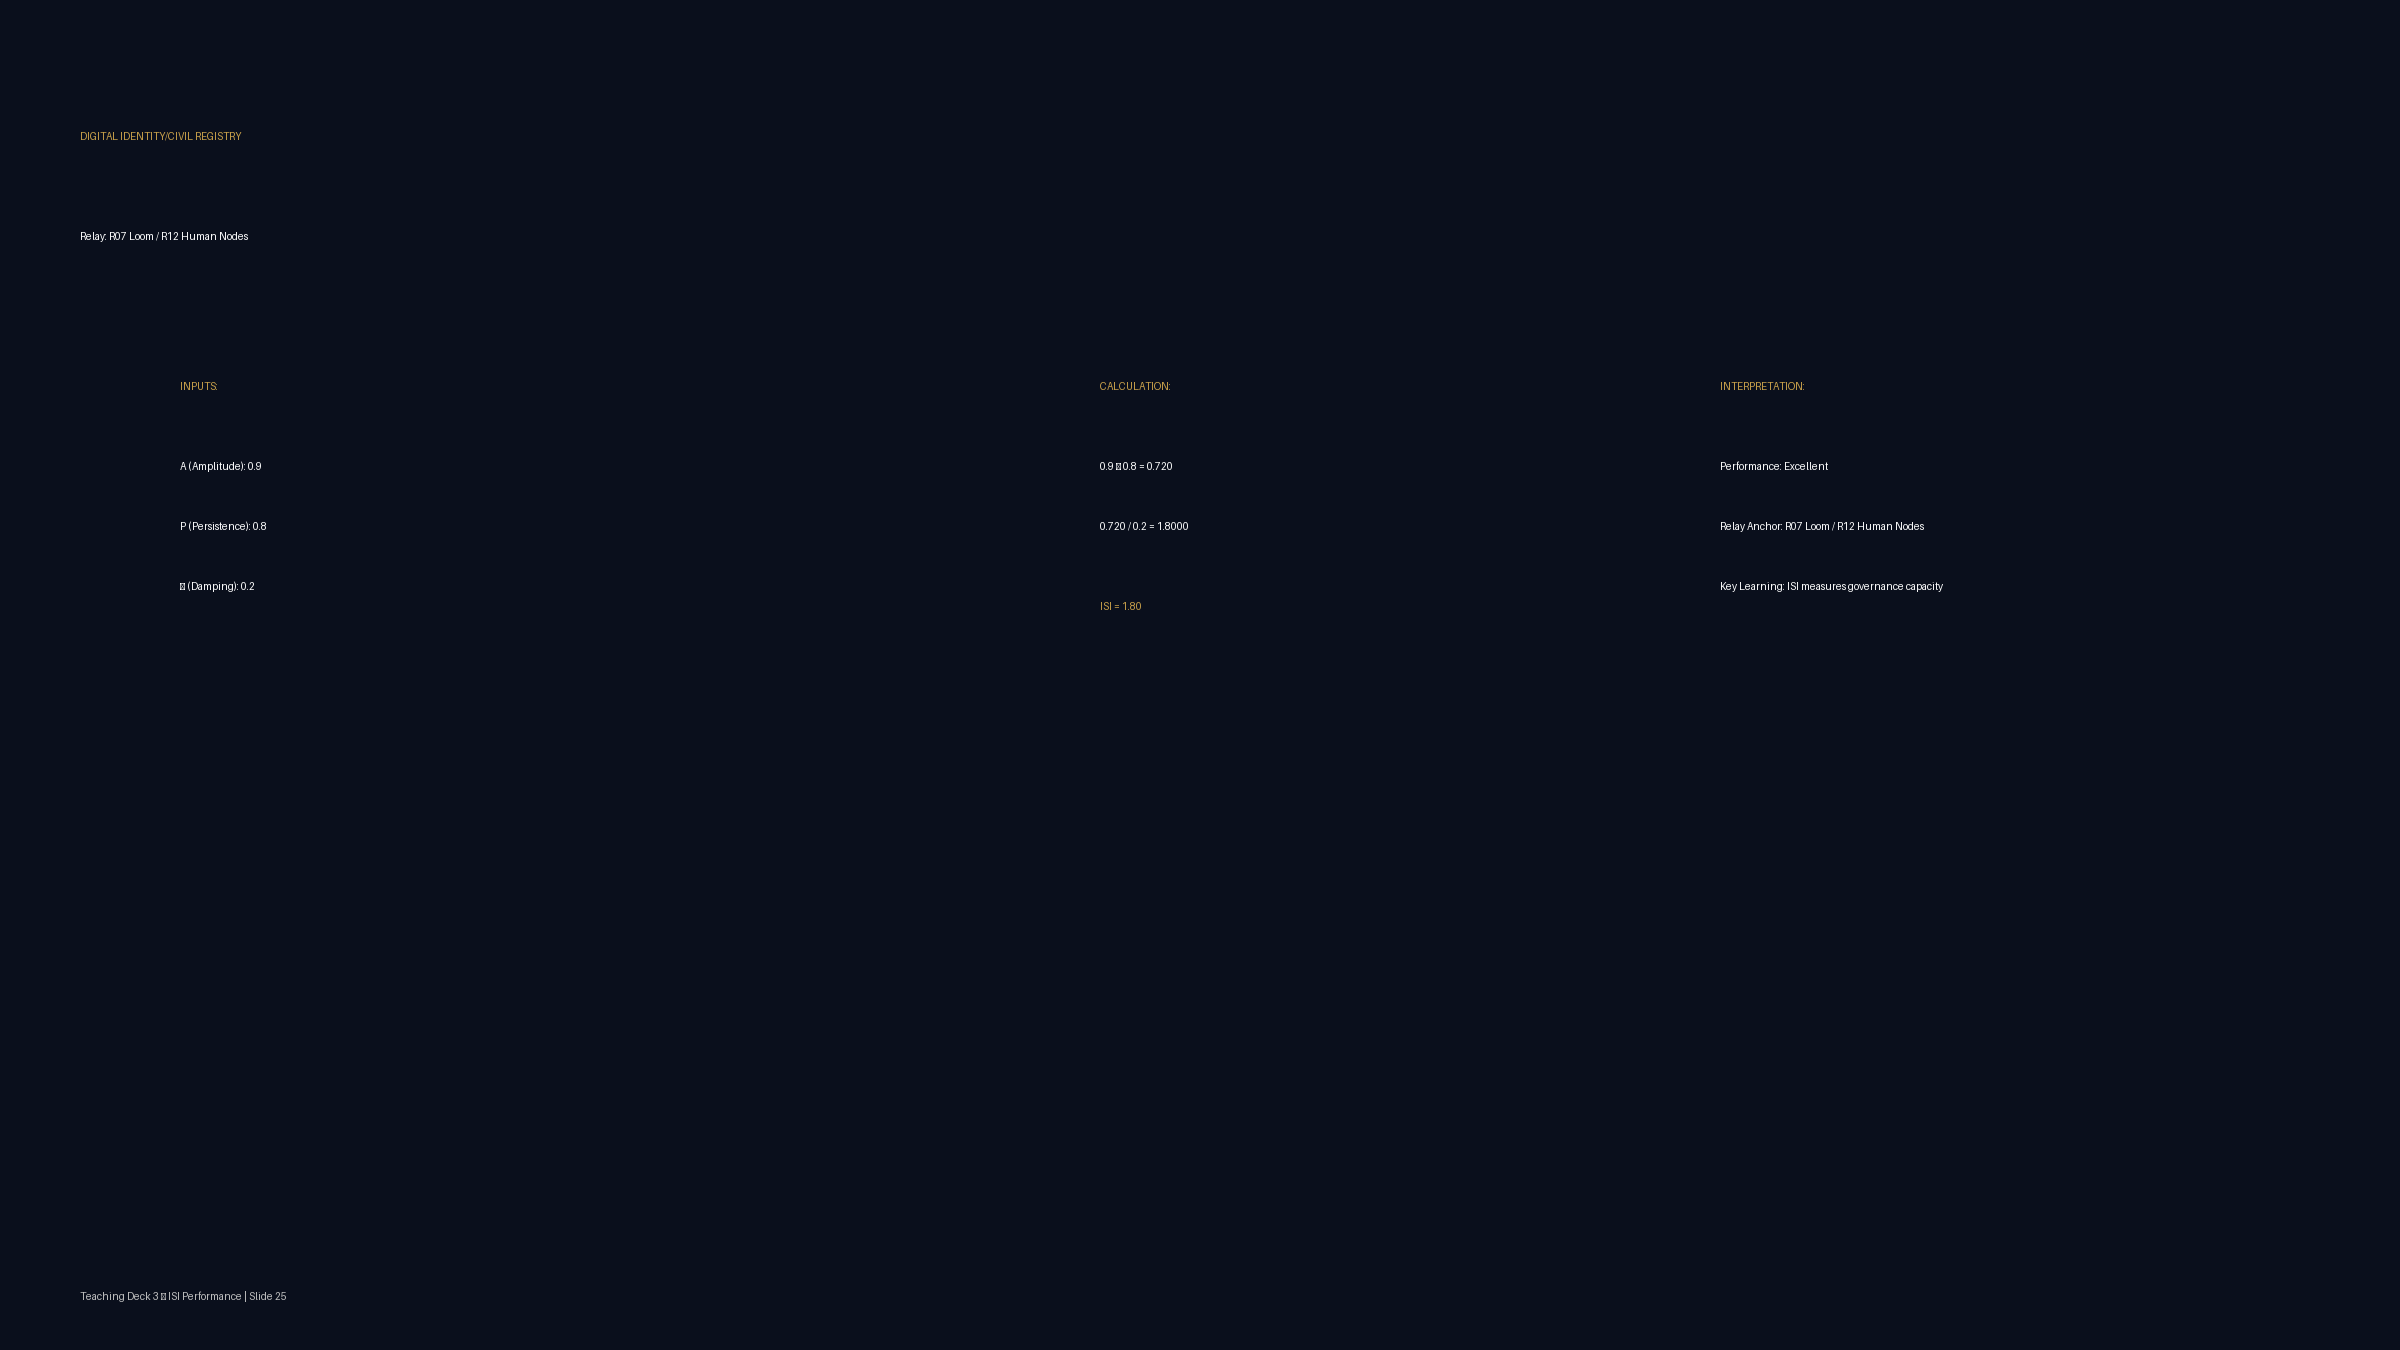 DIGITAL IDENTITY/CIVIL REGISTRY
Relay: R07 Loom / R12 Human Nodes
INPUTS:
A (Amplitude): 0.9
P (Persistence): 0.8
☒ (Damping): 0.2
CALCULATION:
0.9 ☒ 0.8 = 0.720
0.720 / 0.2 = 1.8000
ISI = 1.80
INTERPRETATION:
Performance: Excellent
Relay Anchor: R07 Loom / R12 Human Nodes
Key Learning: ISI measures governance capacity
Teaching Deck 3 ☒ ISI Performance | Slide 25